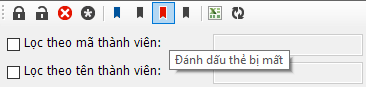 Lọc theo mã thành viên:
Đánh dấu thẻ bị mất
Lọc theo tên thành viên: